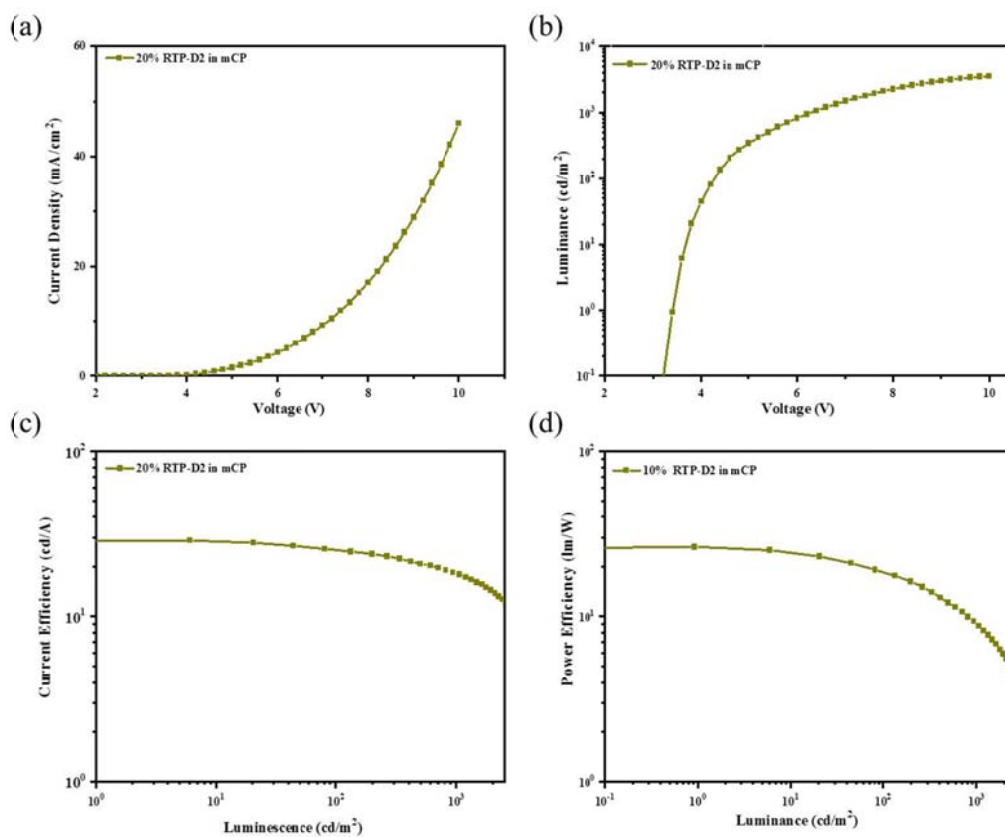 (a)
60
40
20
0
2
4
6
8
10
Current Density (mA/cm²)
Voltage (V)
20% RTP-D2 in mCP
(b)
10⁴
10³
10²
10¹
10⁰
10⁻¹
2
4
6
8
10
Luminance (cd/m²)
Voltage (V)
20% RTP-D2 in mCP
(c)
10²
10¹
10⁰
10⁰
10¹
10²
10³
Current Efficiency (cd/A)
Luminescence (cd/m²)
20% RTP-D2 in mCP
(d)
10²
10¹
10⁰
10⁻¹
10⁰
10¹
10²
10³
Power Efficiency (lm/W)
Luminance (cd/m²)
10% RTP-D2 in mCP